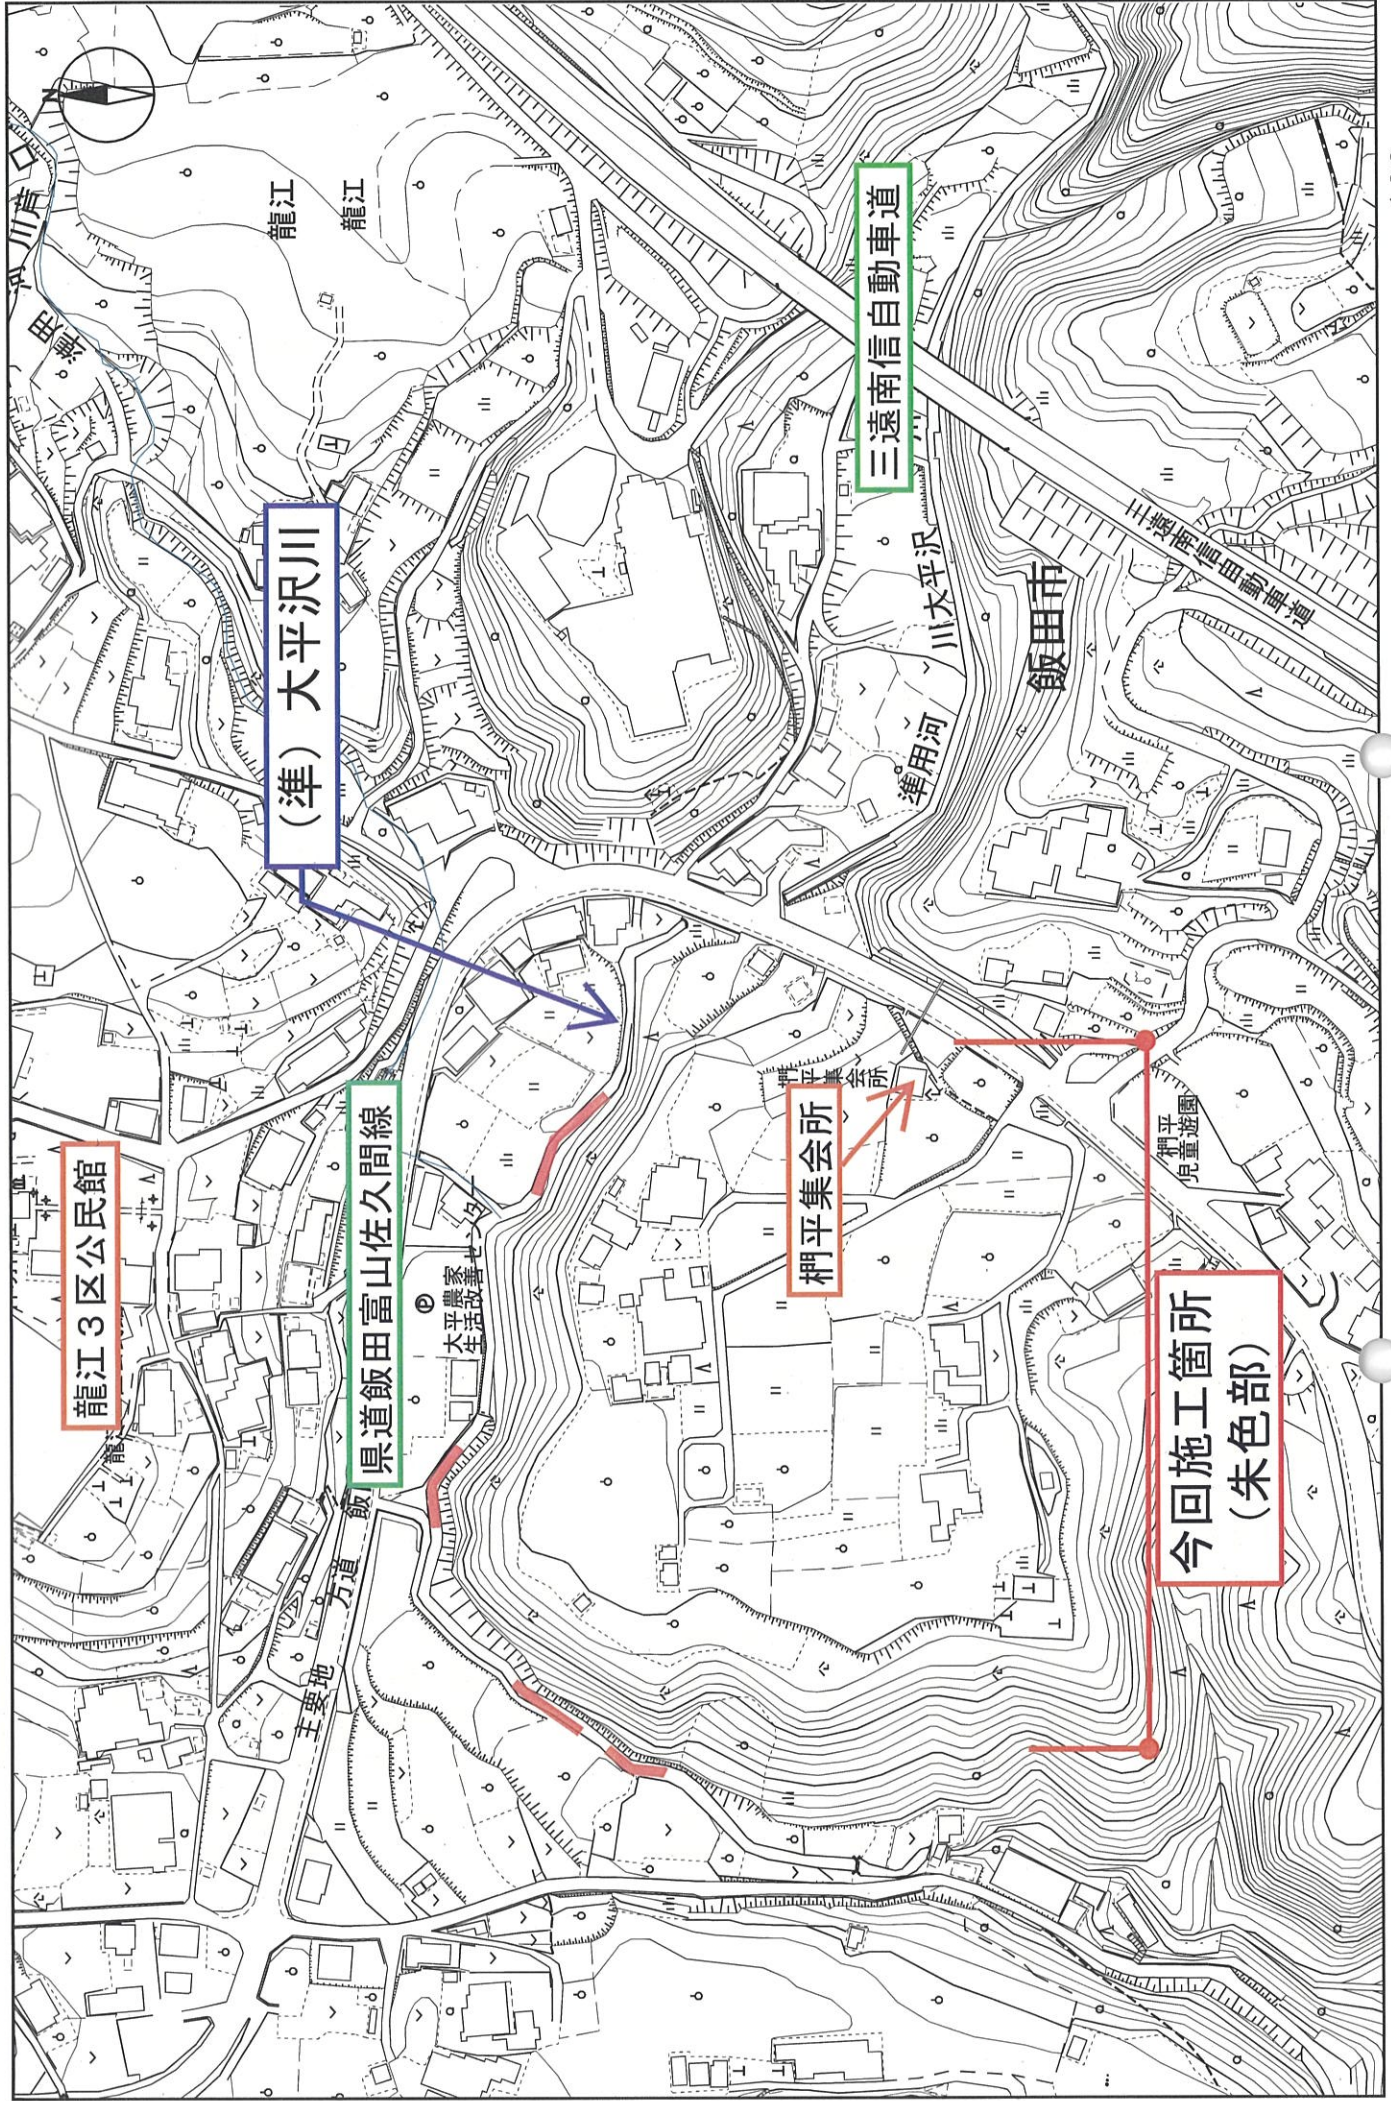 龍江３区公民館
県道飯田富山佐久間線
（準）大平沢川
三遠南信自動車道
椚平集会所
今回施工箇所
（朱色部）
龍江
龍江
準用
大平農家
生活改善センター
主要地
方道
飯
椚平集会所
椚平
児童遊園
準用河
川大平沢
川
飯田市
三遠南信自動車道
N
P